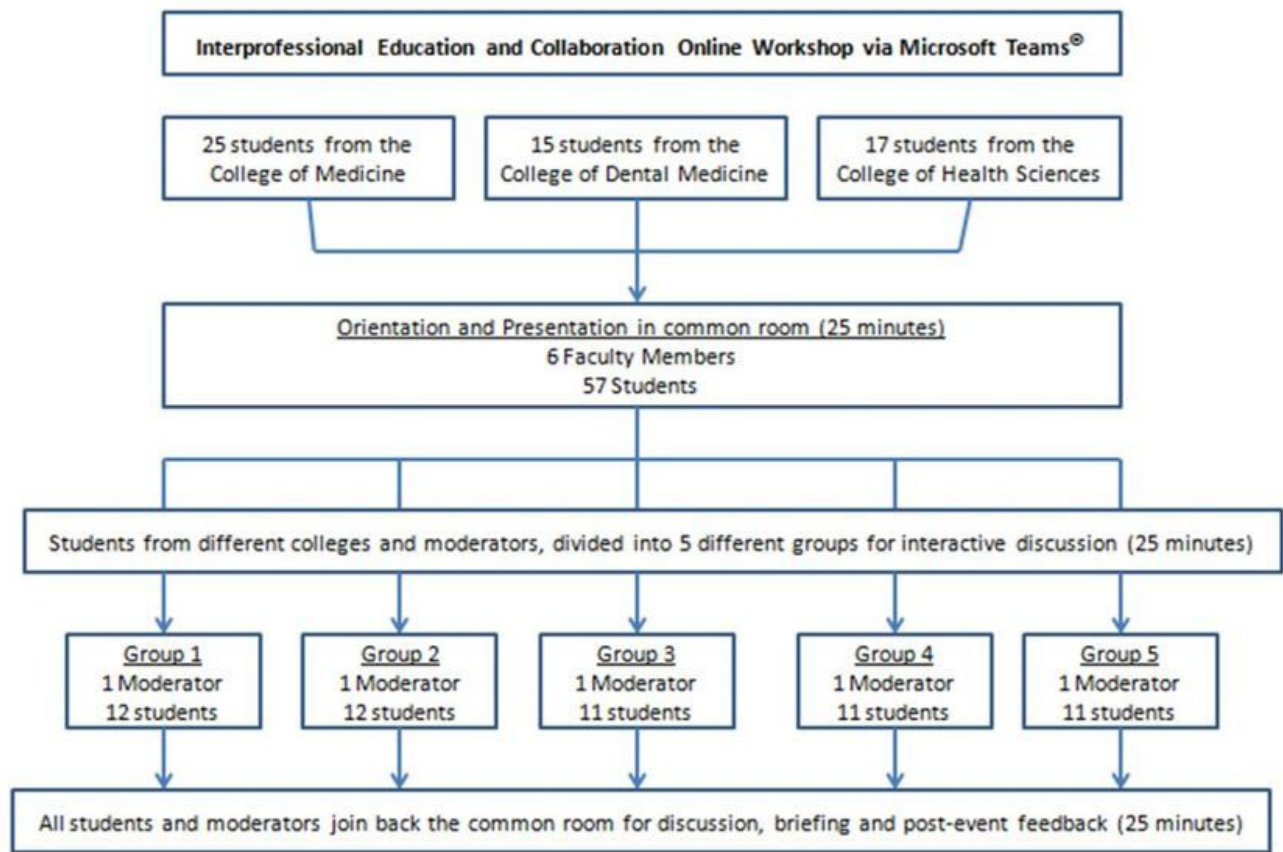 Interprofessional Education and Collaboration Online Workshop via Microsoft Teams®
25 students from the
College of Medicine
15 students from the
College of Dental Medicine
17 students from the
College of Health Sciences
Orientation and Presentation in common room (25 minutes)
6 Faculty Members
57 Students
Students from different colleges and moderators, divided into 5 different groups for interactive discussion (25 minutes)
Group 1
1 Moderator
12 students
Group 2
1 Moderator
12 students
Group 3
1 Moderator
11 students
Group 4
1 Moderator
11 students
Group 5
1 Moderator
11 students
All students and moderators join back the common room for discussion, briefing and post-event feedback (25 minutes)